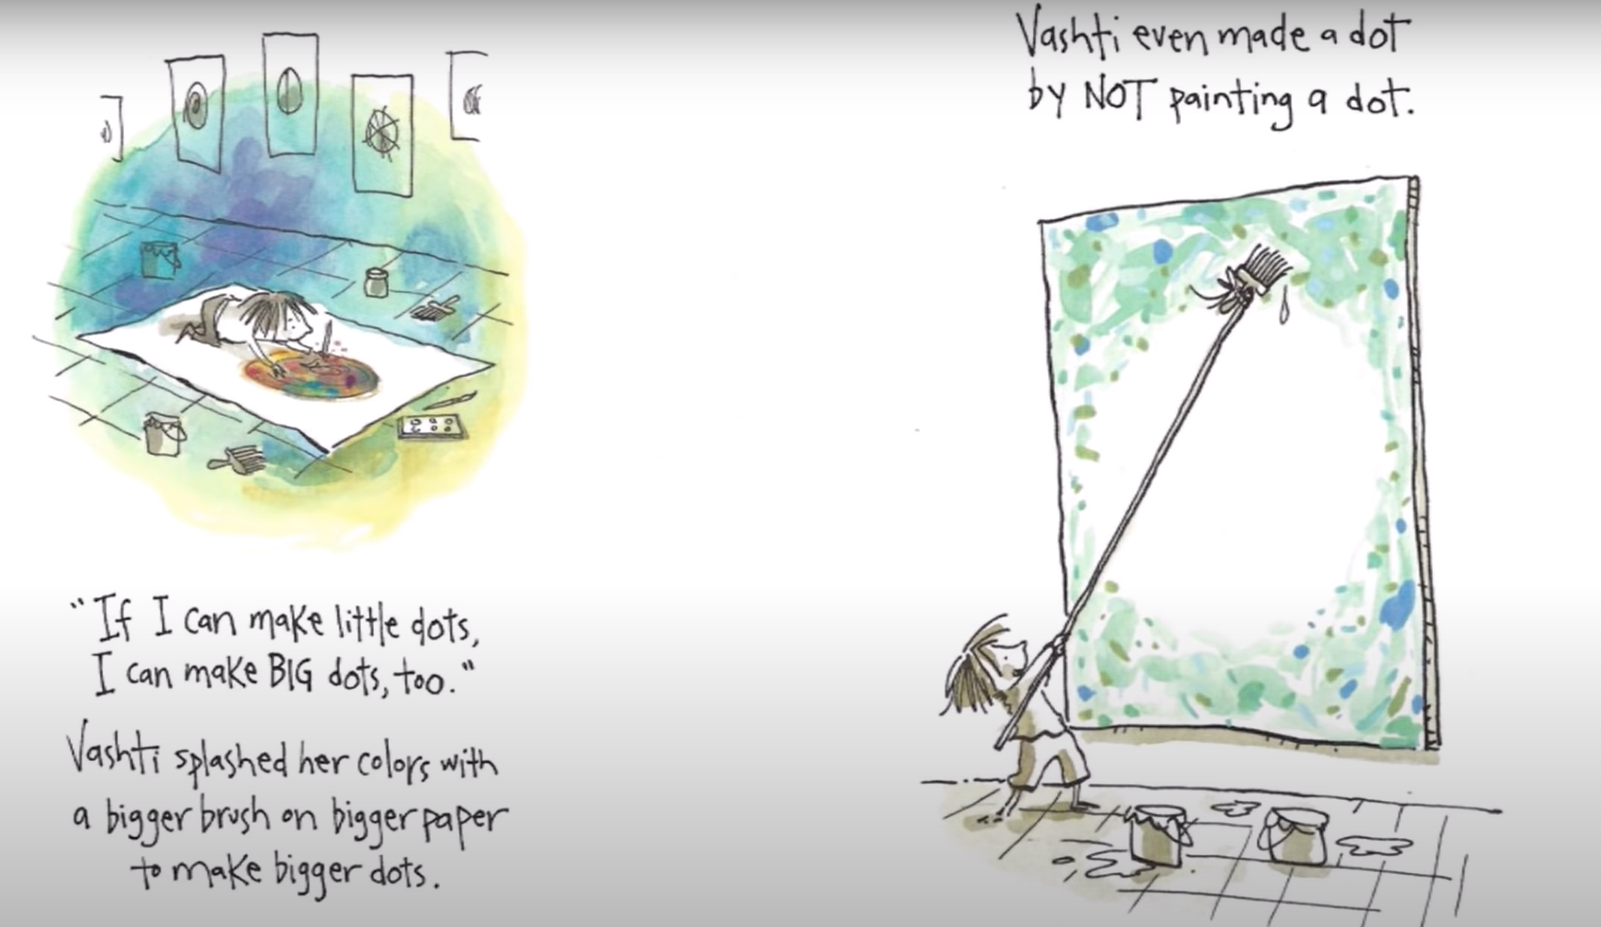 "If I can make little dots,
I can make BIG dots, too."
Vashti splashed her colors with
a bigger brush on bigger paper
to make bigger dots.
Vashti even made a dot
by NOT painting a dot.